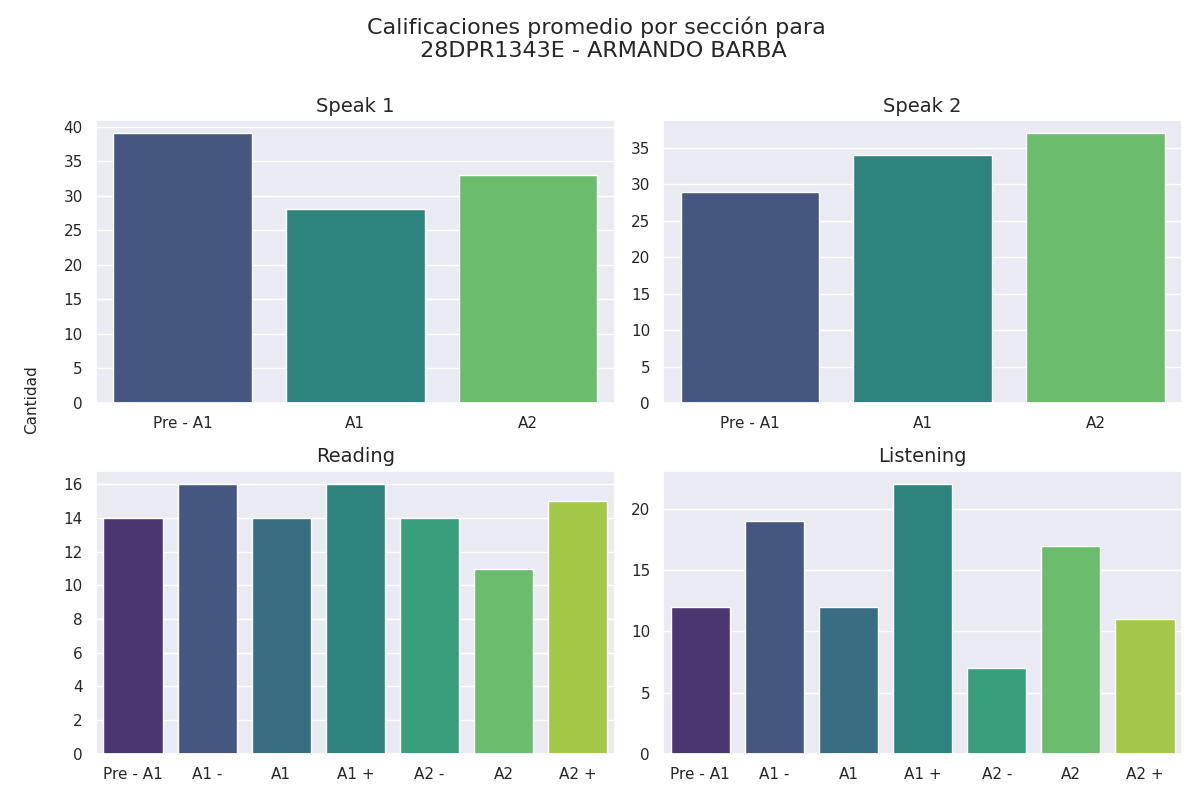 Calificaciones promedio por sección para
28DPR1343E - ARMANDO BARBA
Speak 1
40
35
30
25
20
15
10
5
0
Pre - A1 A1 A2
Speak 2
35
30
25
20
15
10
5
0
Pre - A1 A1 A2
Cantidad
Reading
16
14
12
10
8
6
4
2
0
Pre - A1 A1 - A1 A1 + A2 - A2 A2 +
Listening
20
15
10
5
0
Pre - A1 A1 - A1 A1 + A2 - A2 A2 +